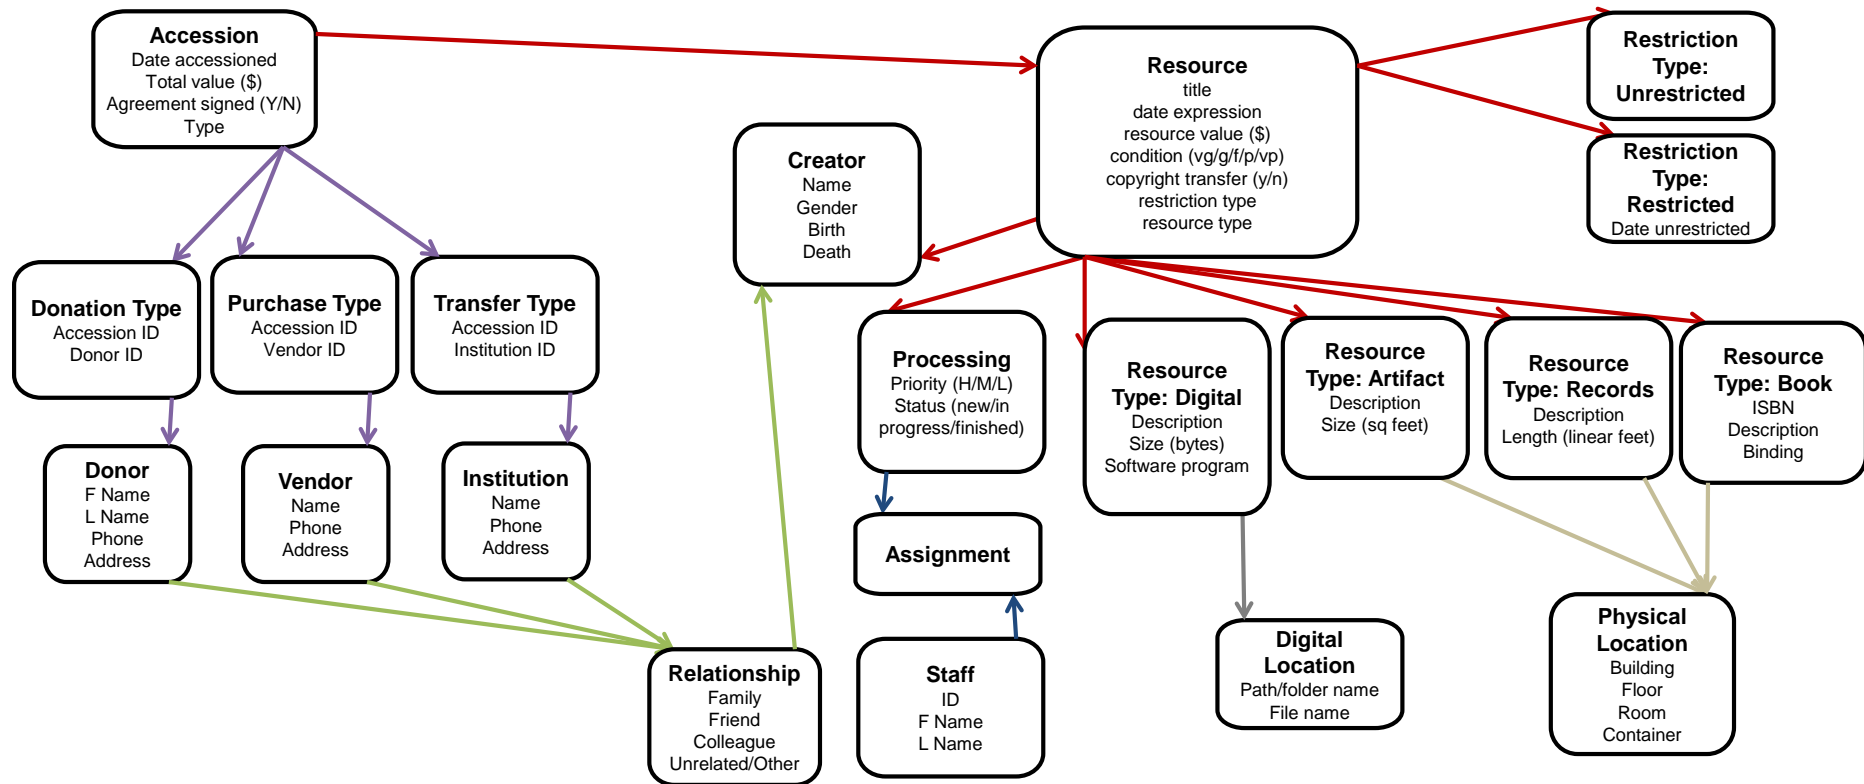 Accession
Date accessioned
Total value ($)
Agreement signed (Y/N)
Type
Resource
title
date expression
resource value ($)
condition (vg/g/f/p/vp)
copyright transfer (y/n)
restriction type
resource type
Restriction
Type:
Unrestricted
Restriction
Type:
Restricted
Date unrestricted
Creator
Name
Gender
Birth
Death
Donation Type
Accession ID
Donor ID
Purchase Type
Accession ID
Vendor ID
Transfer Type
Accession ID
Institution ID
Processing
Priority (H/M/L)
Status (new/in
progress/finished)
Resource
Type: Digital
Description
Size (bytes)
Software program
Resource
Type: Artifact
Description
Size (sq feet)
Resource
Type: Records
Description
Length (linear feet)
Resource
Type: Book
ISBN
Description
Binding
Donor
F Name
L Name
Phone
Address
Vendor
Name
Phone
Address
Institution
Name
Phone
Address
Assignment
Relationship
Family
Friend
Colleague
Unrelated/Other
Staff
ID
F Name
L Name
Digital
Location
Path/folder name
File name
Physical
Location
Building
Floor
Room
Container